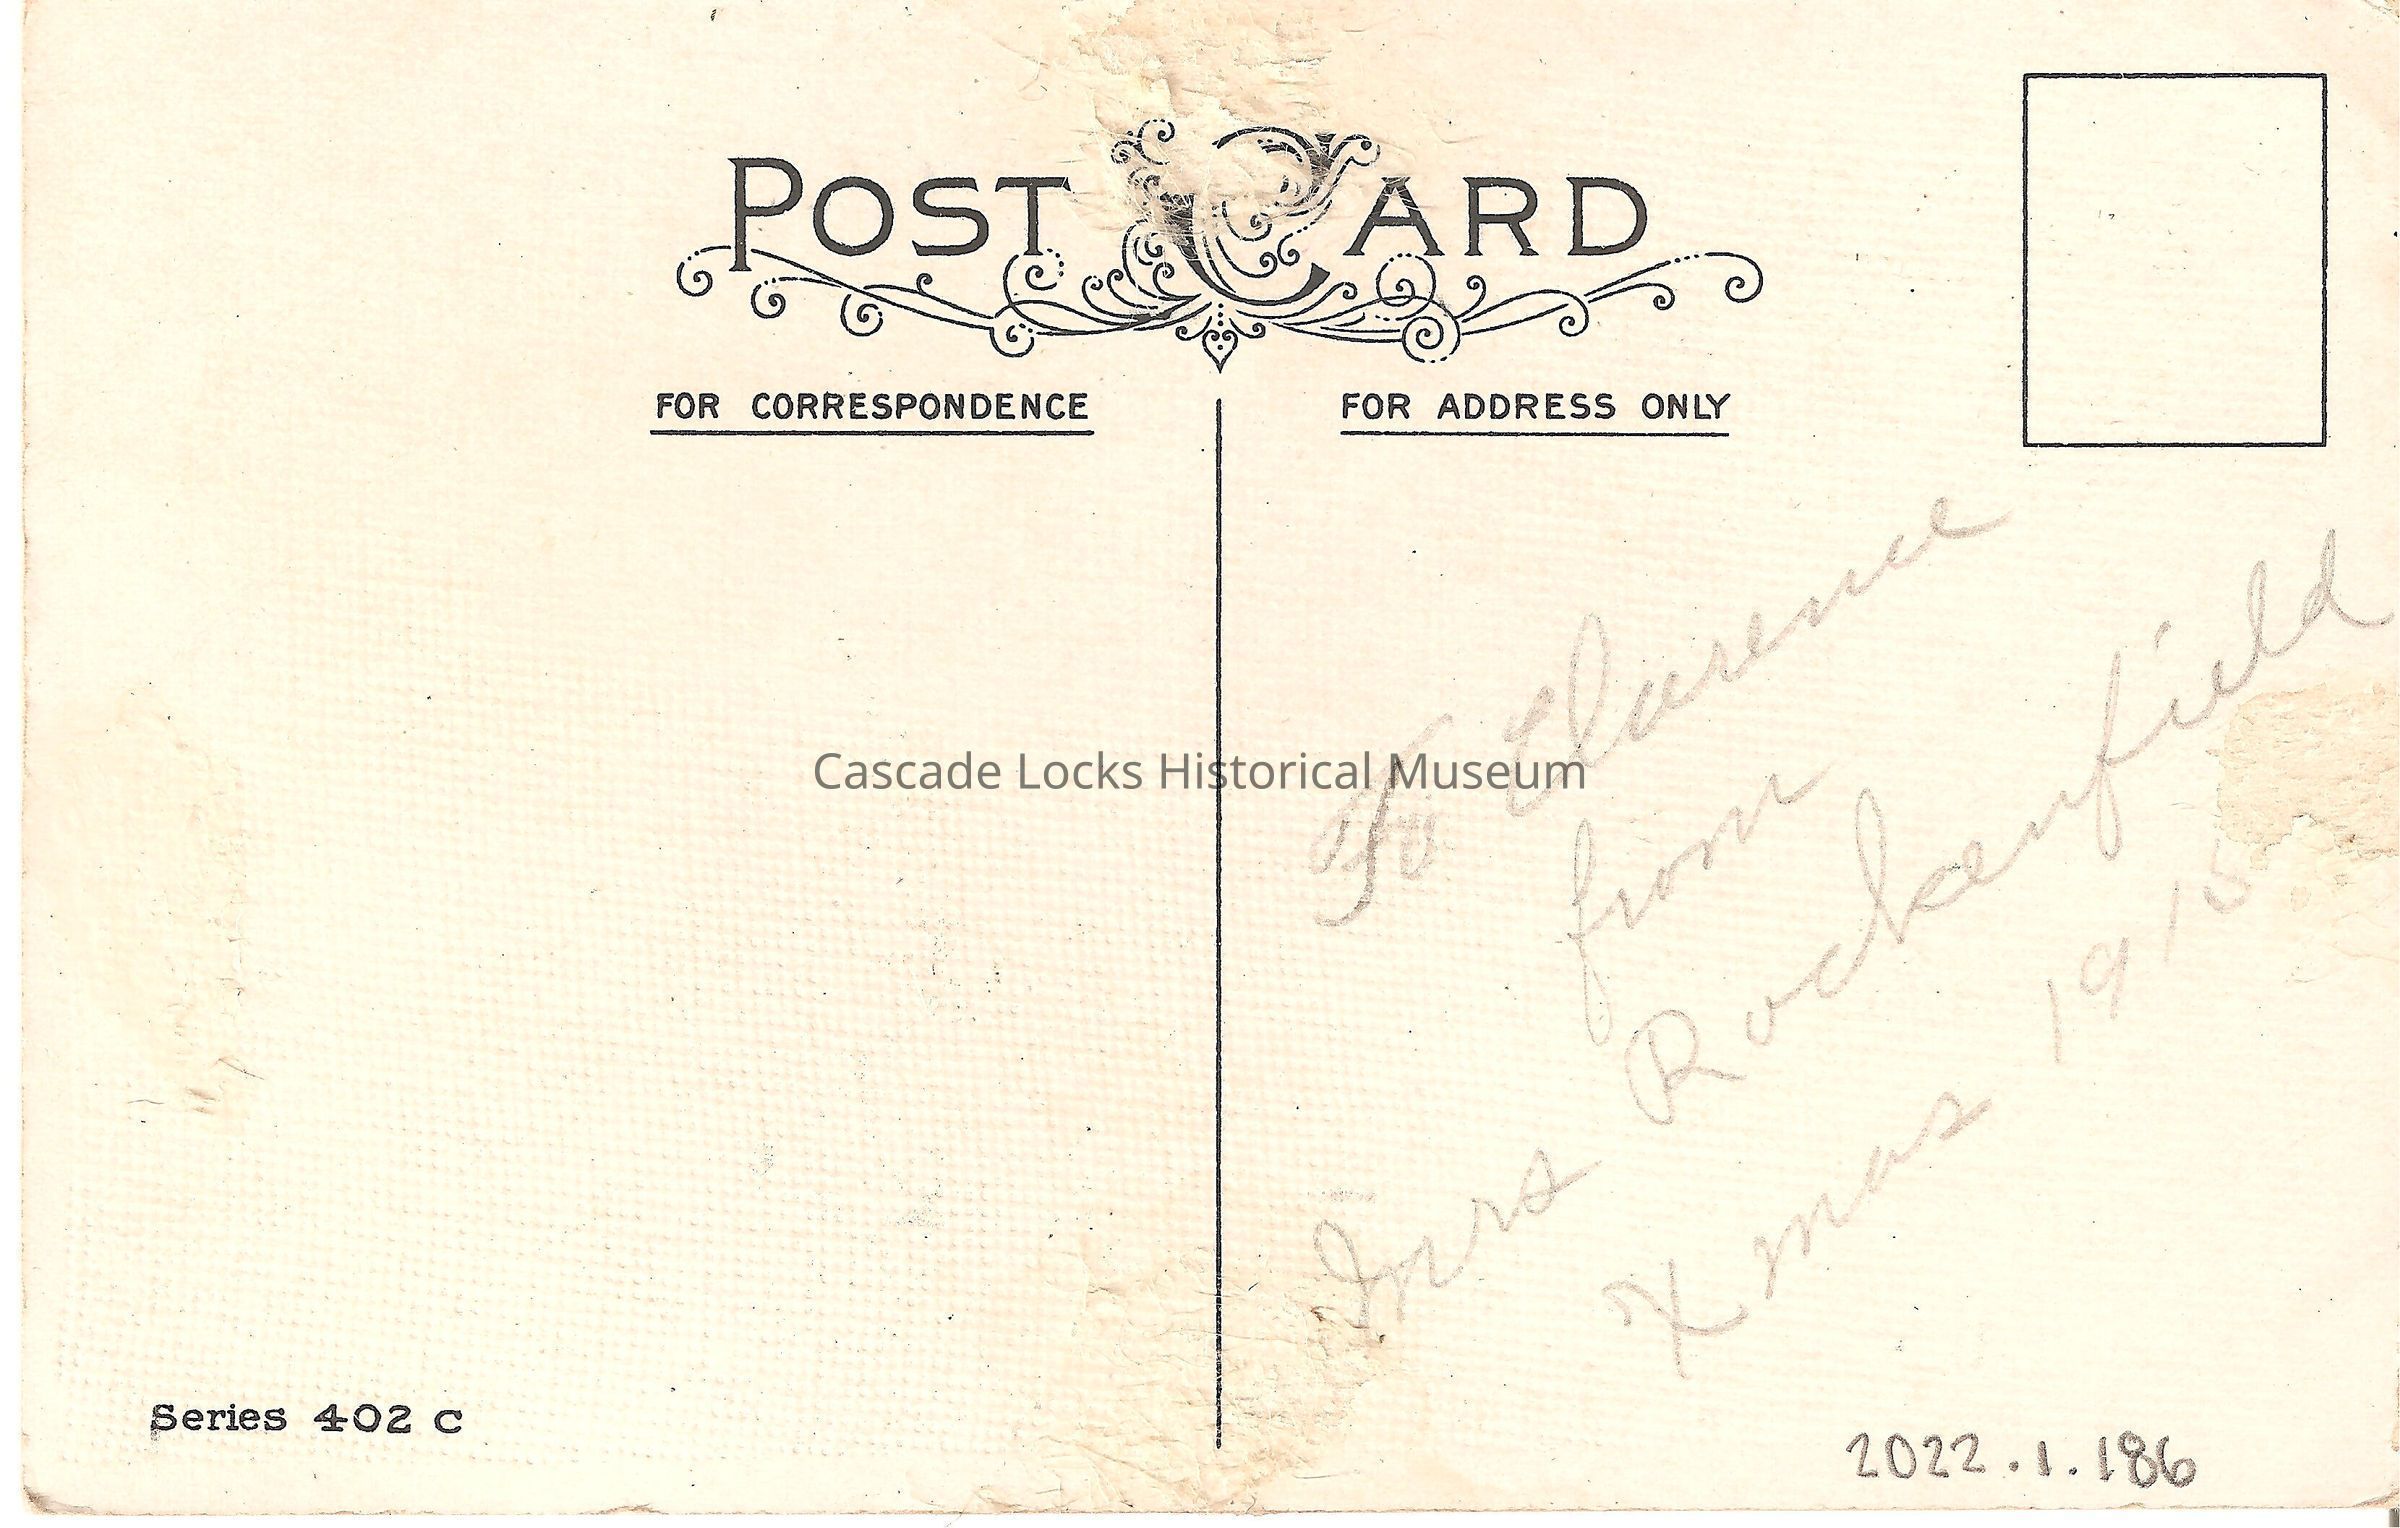 POST CARD
FOR CORRESPONDENCE
FOR ADDRESS ONLY
To Clarence
from
Mrs Rockenfield
Xmas 1915
Cascade Locks Historical Museum
Series 402 C
2022.1.186